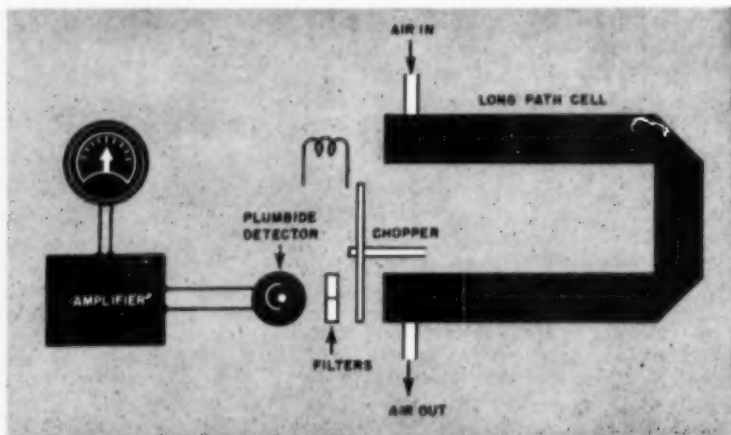 AIR IN
LONG PATH CELL
PLUMBIDE
DETECTOR
CHOPPER
AMPLIFIER
FILTERS
AIR OUT